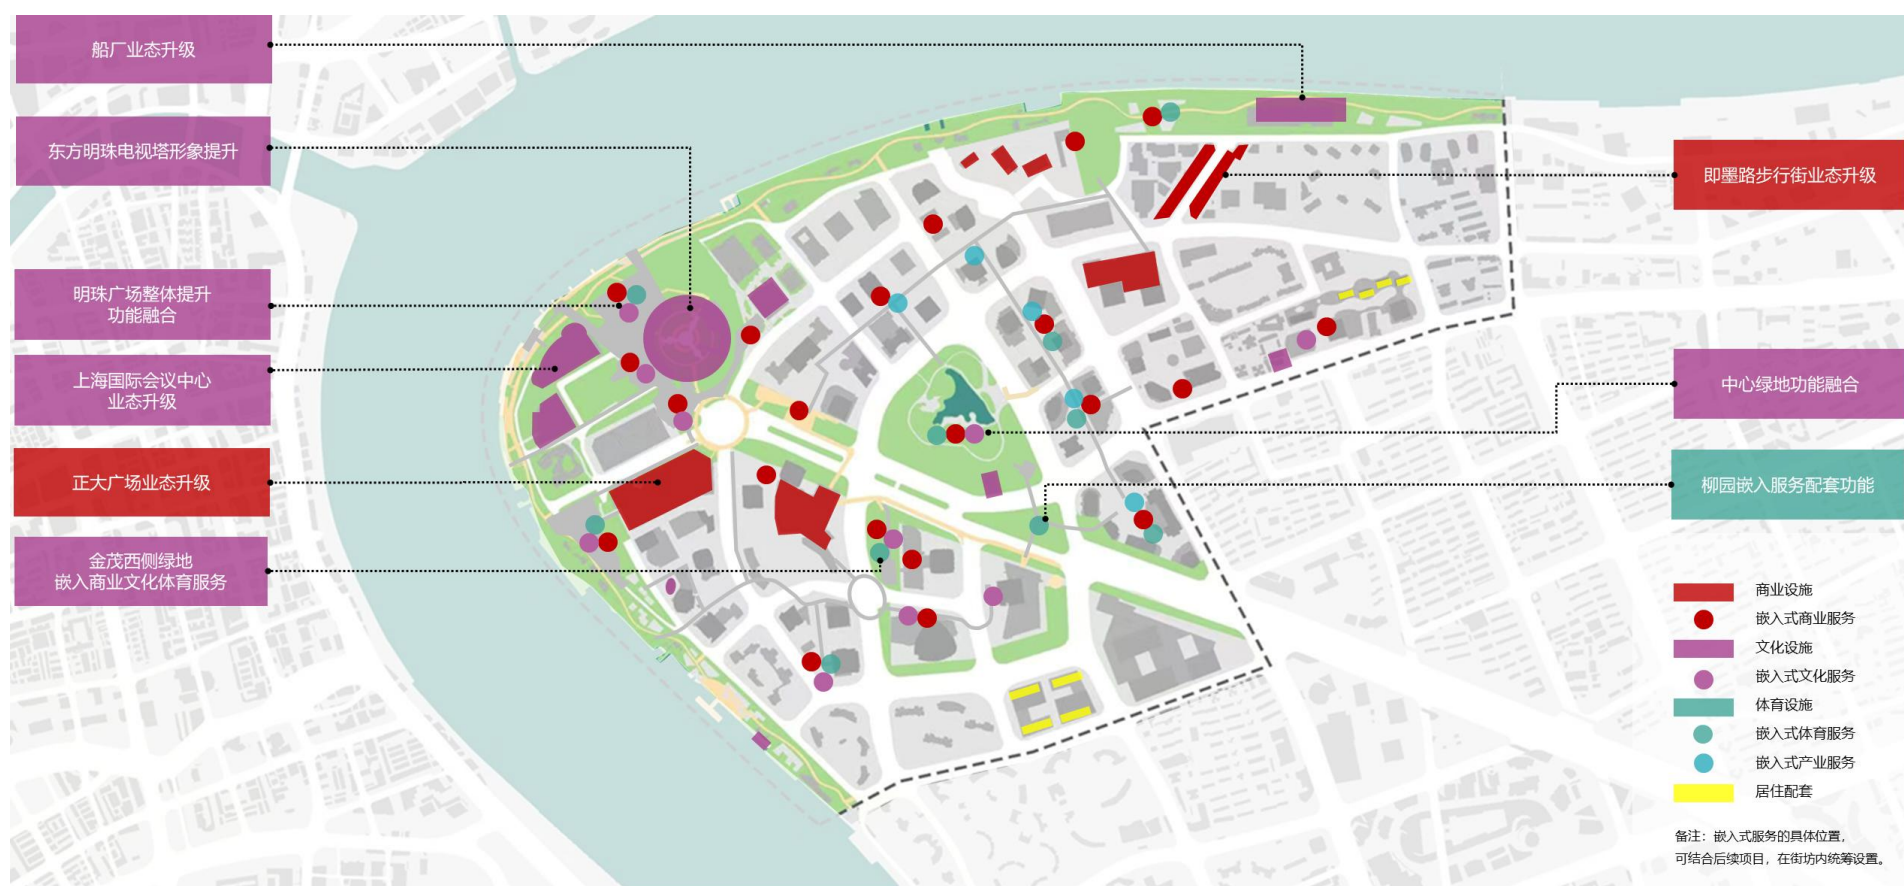 船厂业态升级
东方明珠电视塔形象提升
明珠广场整体提升
功能融合
上海国际会议中心
业态升级
正大广场业态升级
金茂西侧绿地
嵌入商业文化体育服务
即墨路步行街业态升级
中心绿地功能融合
柳园嵌入服务配套功能
商业设施
嵌入式商业服务
文化设施
嵌入式文化服务
体育设施
嵌入式体育服务
嵌入式产业服务
居住配套
备注：嵌入式服务的具体位置，
可结合后续项目，在街坊内统筹设置。